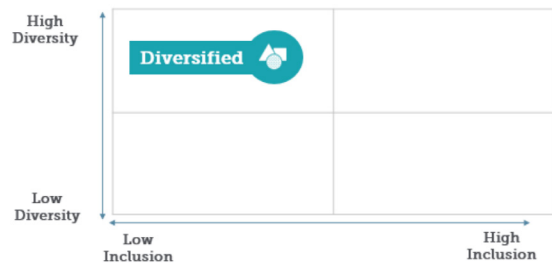 High
Diversity
Diversified
Low
Diversity
Low
Inclusion
High
Inclusion